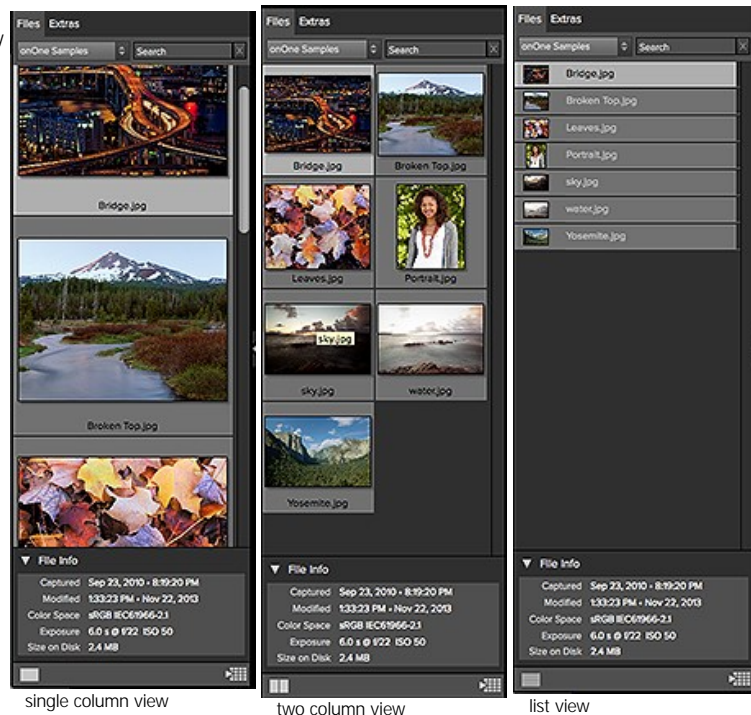 Files Extras
onOne Samples Search X
Bridge.jpg
Broken Top.jpg
▼ File Info
Captured Sep 23, 2010 - 8:19:20 PM
Modified 1:33:23 PM - Nov 22, 2013
Color Space sRGB IEC61966-2.1
Exposure 6.0 s @ f/22 ISO 50
Size on Disk 2.4 MB
single column view
Files Extras
onOne Samples Search X
Bridge.jpg Broken Top.jpg
Leaves.jpg Portrait.jpg
sky.jpg
sky.jpg water.jpg
Yosemite.jpg
▼ File Info
Captured Sep 23, 2010 - 8:19:20 PM
Modified 1:33:23 PM - Nov 22, 2013
Color Space sRGB IEC61966-2.1
Exposure 6.0 s @ f/22 ISO 50
Size on Disk 2.4 MB
two column view
Files Extras
onOne Samples Search X
Bridge.jpg
Broken Top.jpg
Leaves.jpg
Portrait.jpg
sky.jpg
water.jpg
Yosemite.jpg
▼ File Info
Captured Sep 23, 2010 - 8:19:20 PM
Modified 1:33:23 PM - Nov 22, 2013
Color Space sRGB IEC61966-2.1
Exposure 6.0 s @ f/22 ISO 50
Size on Disk 2.4 MB
list view